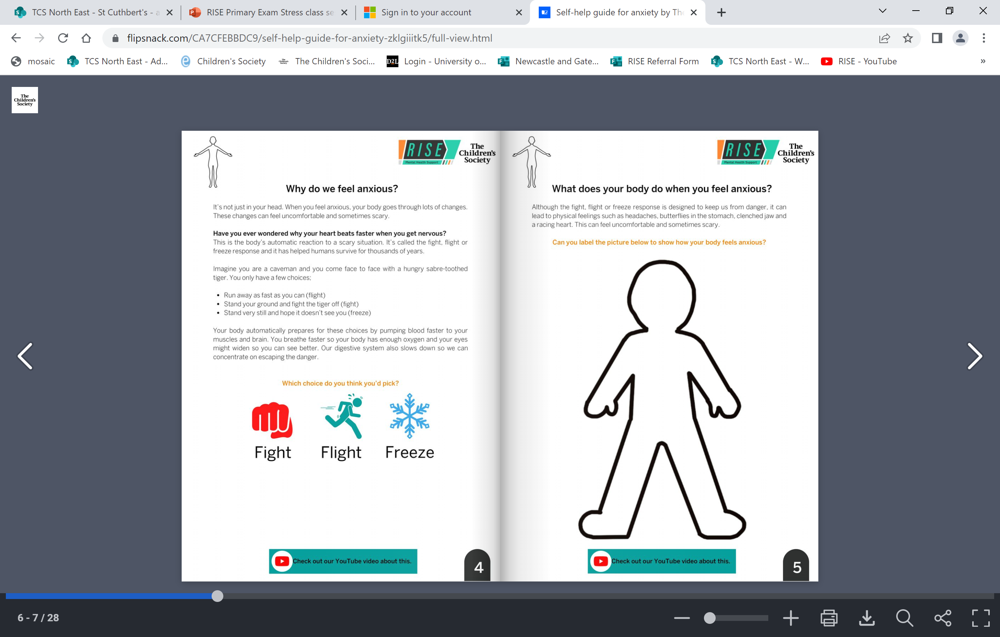 TCS North East - St Cuthbert's - a
RISE Primary Exam Stress class se
Sign in to your account
Self-help guide for anxiety by The
flipsnack.com/CA7CFEBBDC9/self-help-guide-for-anxiety-zklgiiitk5/full-view.html
mosaic
TCS North East - Ad...
Children's Society
The Children's Soci...
D2L
Login - University o...
Newcastle and Gate...
RISE Referral Form
TCS North East - W...
RISE - YouTube
»
The
Children's
Society
RISE
Mental Health Support
The
Children's
Society
Why do we feel anxious?
It's not just in your head. When you feel anxious, your body goes through lots of changes.
These changes can feel uncomfortable and sometimes scary.
Have you ever wondered why your heart beats faster when you get nervous?
This is the body's automatic reaction to a scary situation. It's called the fight, flight or
freeze response and it has helped humans survive for thousands of years.
Imagine you are a caveman and you come face to face with a hungry sabre-toothed
tiger. You only have a few choices;
• Run away as fast as you can (flight)
• Stand your ground and fight the tiger off (fight)
• Stand very still and hope it doesn't see you (freeze)
Your body automatically prepares for these choices by pumping blood faster to your
muscles and brain. You breathe faster so your body has enough oxygen and your eyes
might widen so you can see better. Our digestive system also slows down so we can
concentrate on escaping the danger.
Which choice do you think you'd pick?
Fight Flight Freeze
Check out our YouTube video about this.
4
RISE
Mental Health Support
The
Children's
Society
What does your body do when you feel anxious?
Although the fight, flight or freeze response is designed to keep us from danger, it can
lead to physical feelings such as headaches, butterflies in the stomach, clenched jaw and
a racing heart. This can feel uncomfortable and sometimes scary.
Can you label the picture below to show how your body feels anxious?
Check out our YouTube video about this.
5
6 - 7 / 28